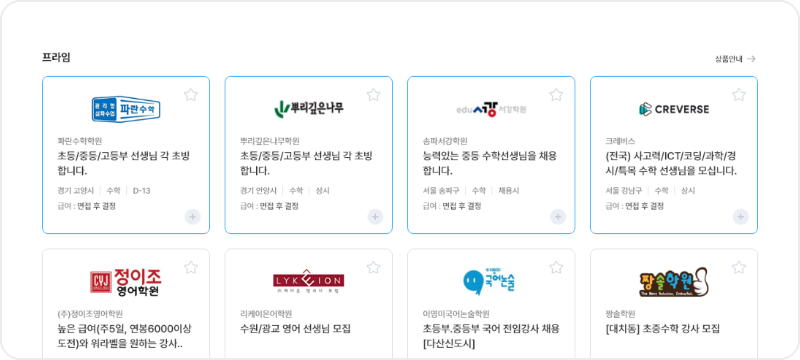 프라임
상품안내
윤리한 심화수업 파란수학
뿌리깊은나무
edu 서강 서강학원
CREVERSE
파란수학학원
뿌리깊은나무학원
송파서강학원
크레버스
초등/중등/고등부 선생님 각 초빙
합니다.
초등/중등/고등부 선생님 각 초빙
합니다.
능력있는 중등 수학선생님을 채용
합니다.
(전국) 사고력/ICT/코딩/과학/경
시/특목 수학 선생님을 모십니다.
경기 고양시 | 수학 | D-13
경기 안양시 | 수학 | 상시
서울 송파구 | 수학 | 채용시
서울 강남구 | 수학 | 상시
급여 : 면접 후 결정
급여 : 면접 후 결정
급여 : 면접 후 결정
급여 : 면접 후 결정
CYJ 정이조
영어학원
LYKEION
국어논술
짱솔학원
(주)정이조영어학원
리케이온어학원
이명미국어논술학원
짱솔학원
높은 급여(주5일, 연봉6000이상
도전)와 워라벨을 원하는 강사..
수원/광교 영어 선생님 모집
초등부.중등부 국어 전임강사 채용
[다산신도시]
[대치동] 초중수학 강사 모집